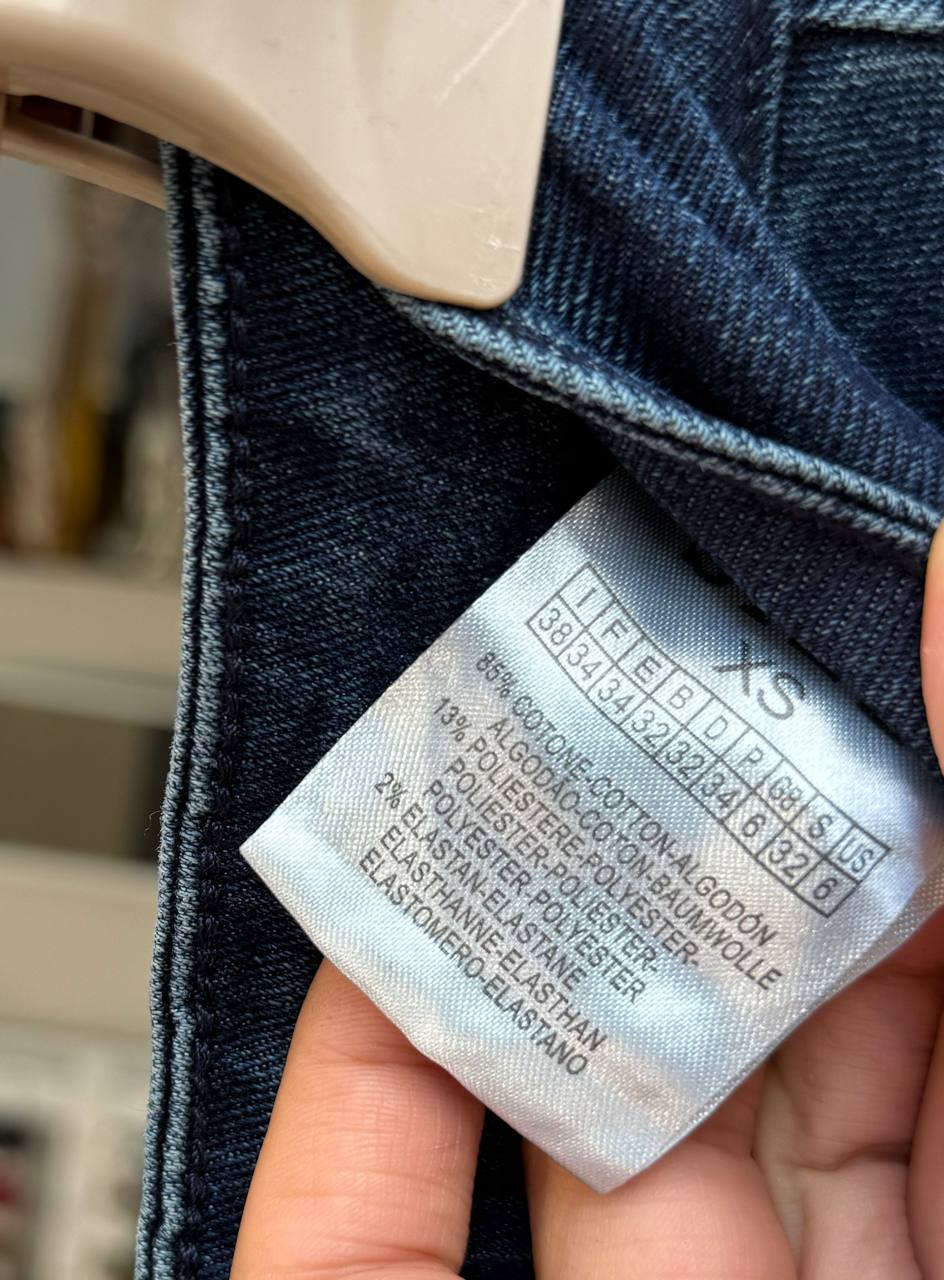 XS
I F E B D P GB S US
38 34 34 32 32 34 6 32 6
85% COTONE-COTTON-ALGODÓN
ALGODÃO-COTON-BAUMWOLLE
13% POLIESTERE-POLYESTER-
POLIESTER-POLIÉSTER-
POLYESTER-POLYESTER
2% ELASTAN-ELASTANE
ELASTHANNE-ELASTHAN
ELASTOMERO-ELASTANO